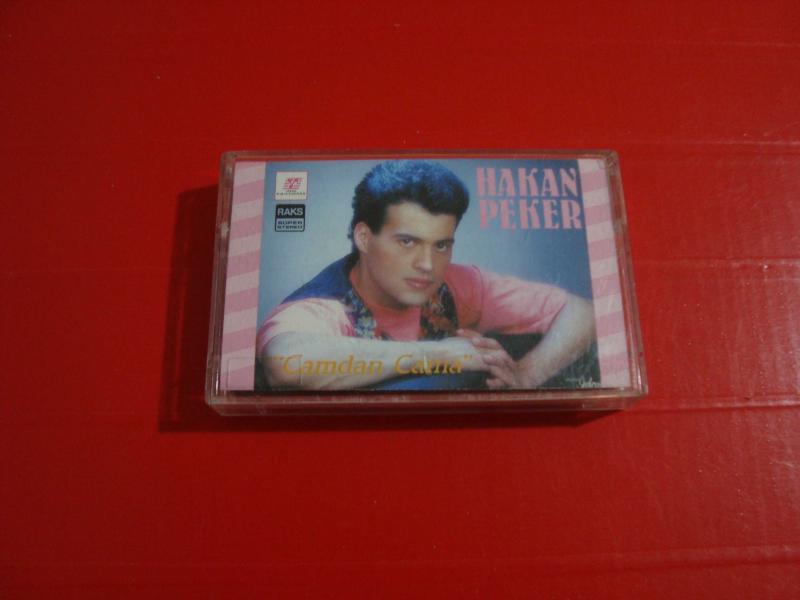 HAKAN
PEKER
RAKS
SUPER
STEREO
"Camdan Cama"